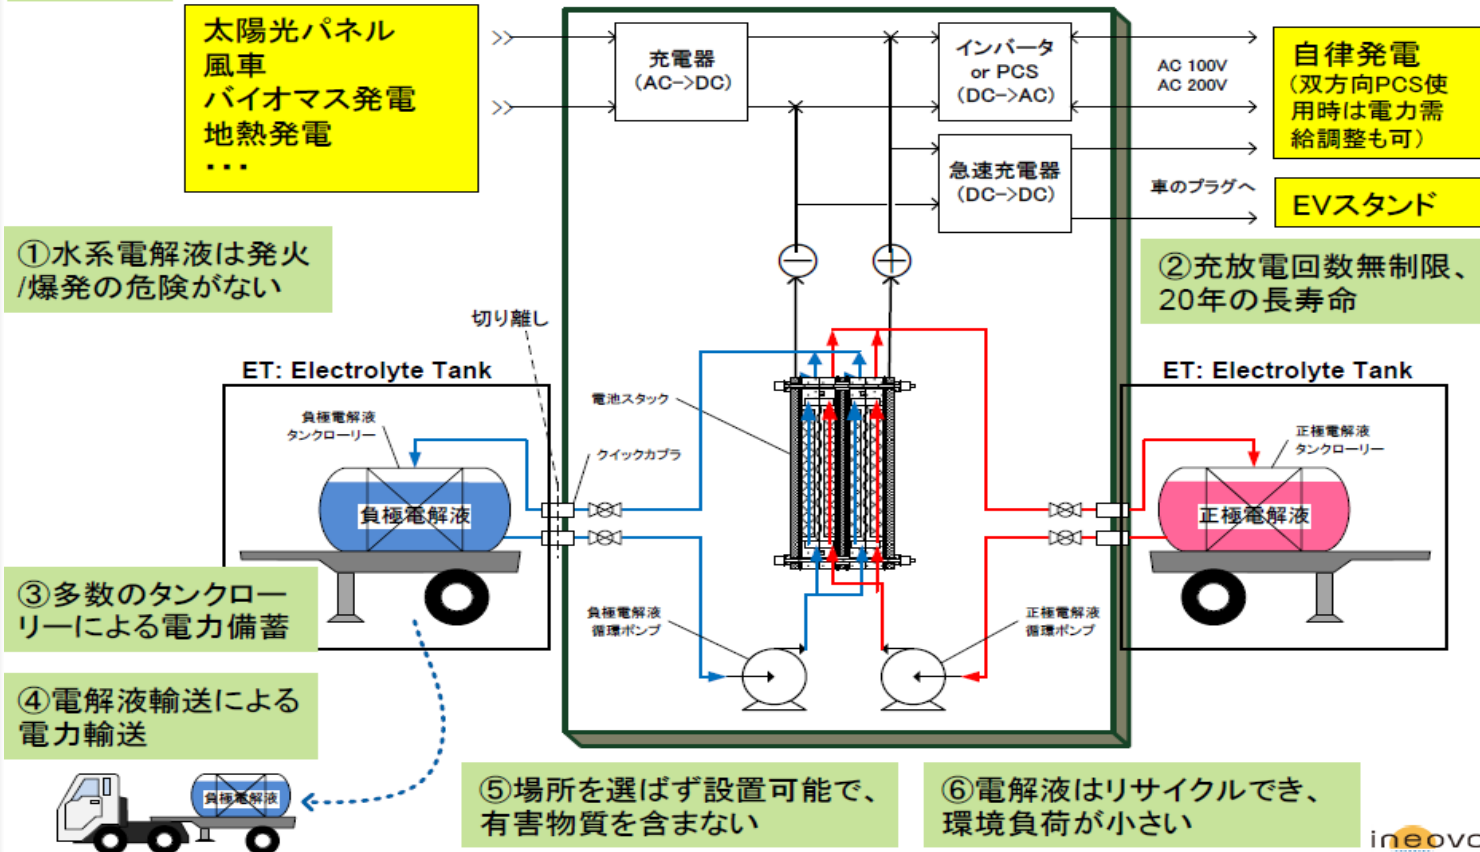 太陽光パネル
風車
バイオマス発電
地熱発電
・・・
充電器
(AC->DC)
インバータ
or PCS
(DC->AC)
AC 100V
AC 200V
自律発電
(双方向PCS使
用時は電力需
給調整も可)
急速充電器
(DC->DC)
車のプラグへ
EVスタンド
①水系電解液は発火
/爆発の危険がない
②充放電回数無制限、
20年の長寿命
切り離し
ET: Electrolyte Tank
ET: Electrolyte Tank
負極電解液
タンクローリー
電池スタック
クイックカプラ
正極電解液
タンクローリー
負極電解液
正極電解液
③多数のタンクロー
リーによる電力備蓄
負極電解液
循環ポンプ
正極電解液
循環ポンプ
④電解液輸送による
電力輸送
負極電解液
⑤場所を選ばず設置可能で、
有害物質を含まない
⑥電解液はリサイクルでき、
環境負荷が小さい